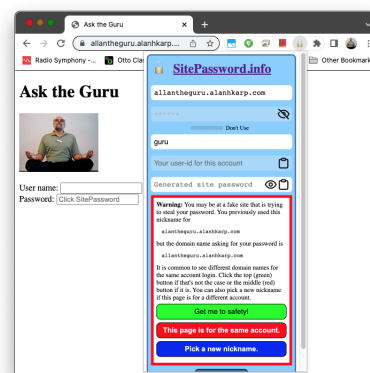 Ask the Guru
allantheguru.alanhkarp....
Radio Symphony -...
Otto Clas
Other Bookmark
Ask the Guru
User name:
Password: Click SitePassword
SitePassword.info
allantheguru.alanhkarp.com
Don't Use
guru
Your user-id for this account
Generated site password
Warning: You may be at a fake site that is trying
to steal your password. You previously used this
nickname for
alantheguru.alanhkarp.com
but the domain name asking for your password is
allantheguru.alanhkarp.com
It is common to see different domain names for
the same account login. Click the top (green)
button if that's not the case or the middle (red)
button if it is. You can also pick a new nickname
if this page is for a different account.
Get me to safety!
This page is for the same account.
Pick a new nickname.